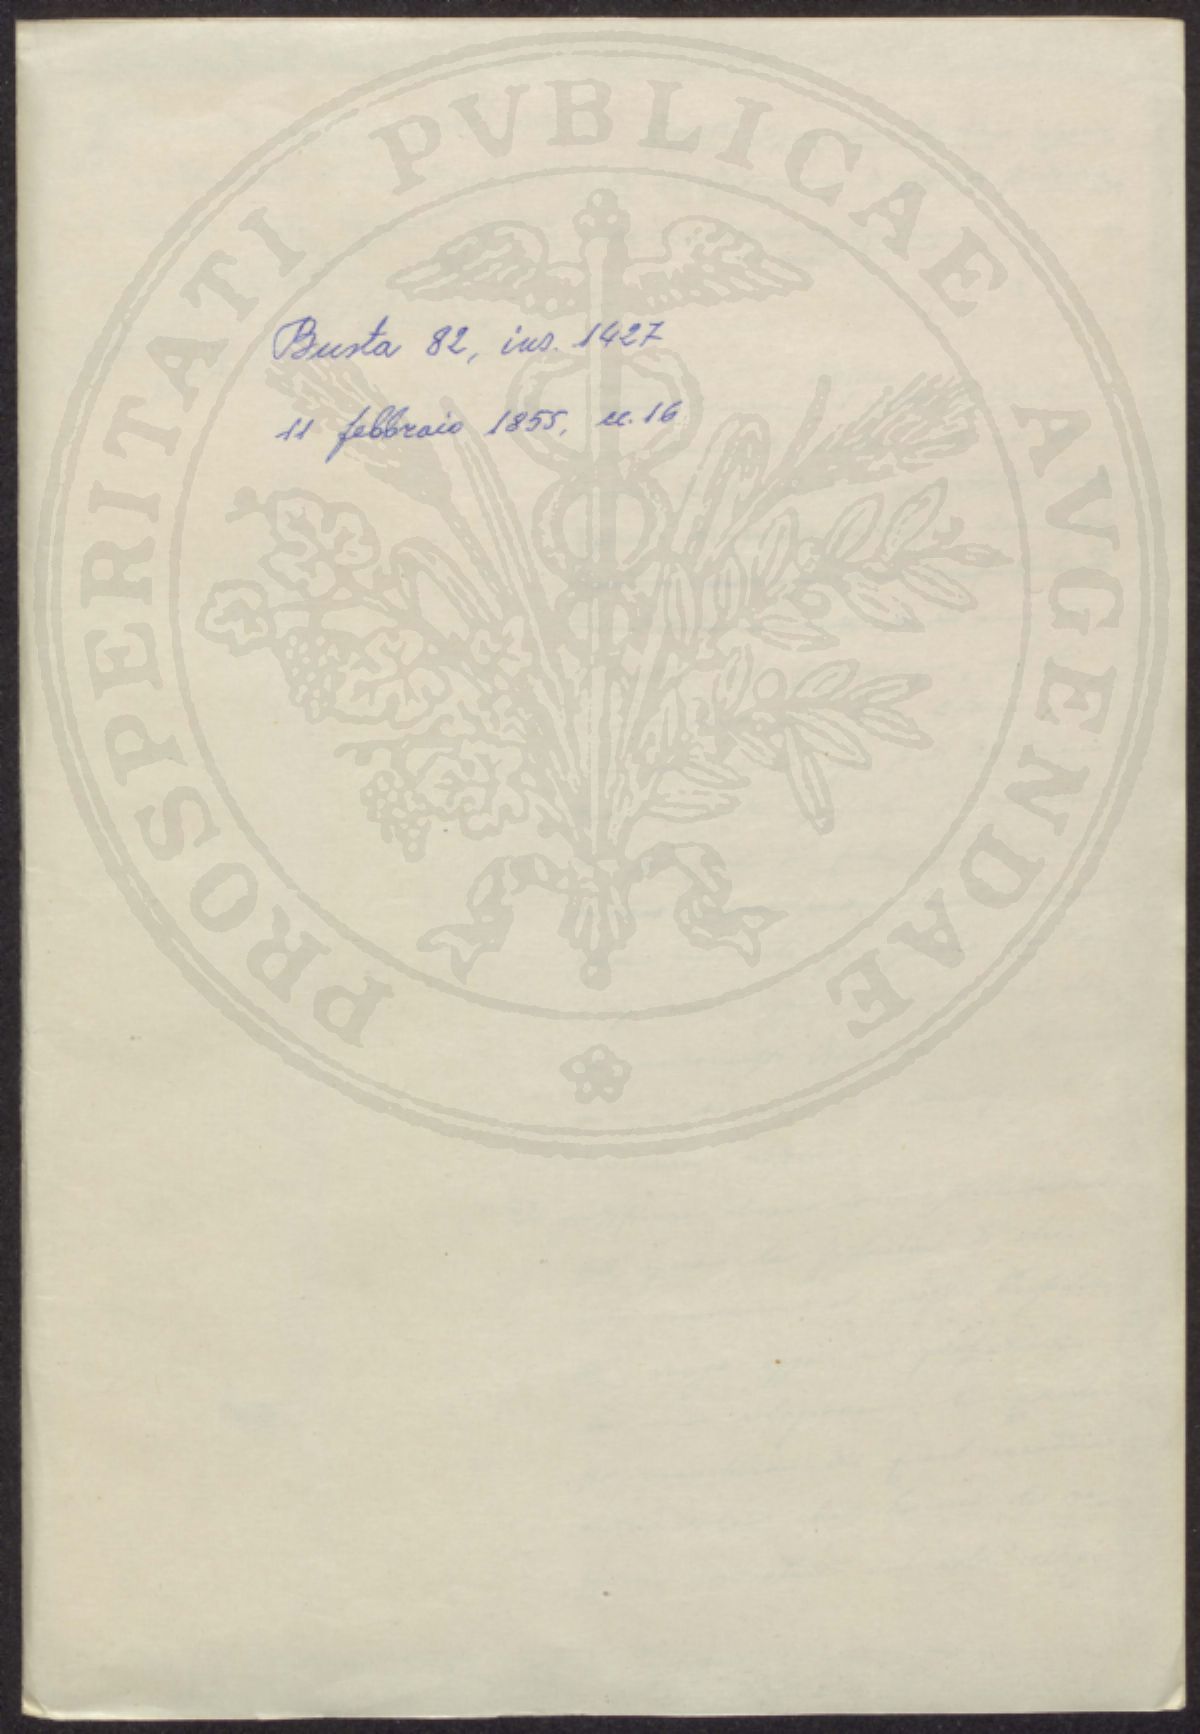 PROSPERITATI PVBLICAE AVGENDAE
Busta 82, ins. 1427
11 febbraio 1855, cc. 16